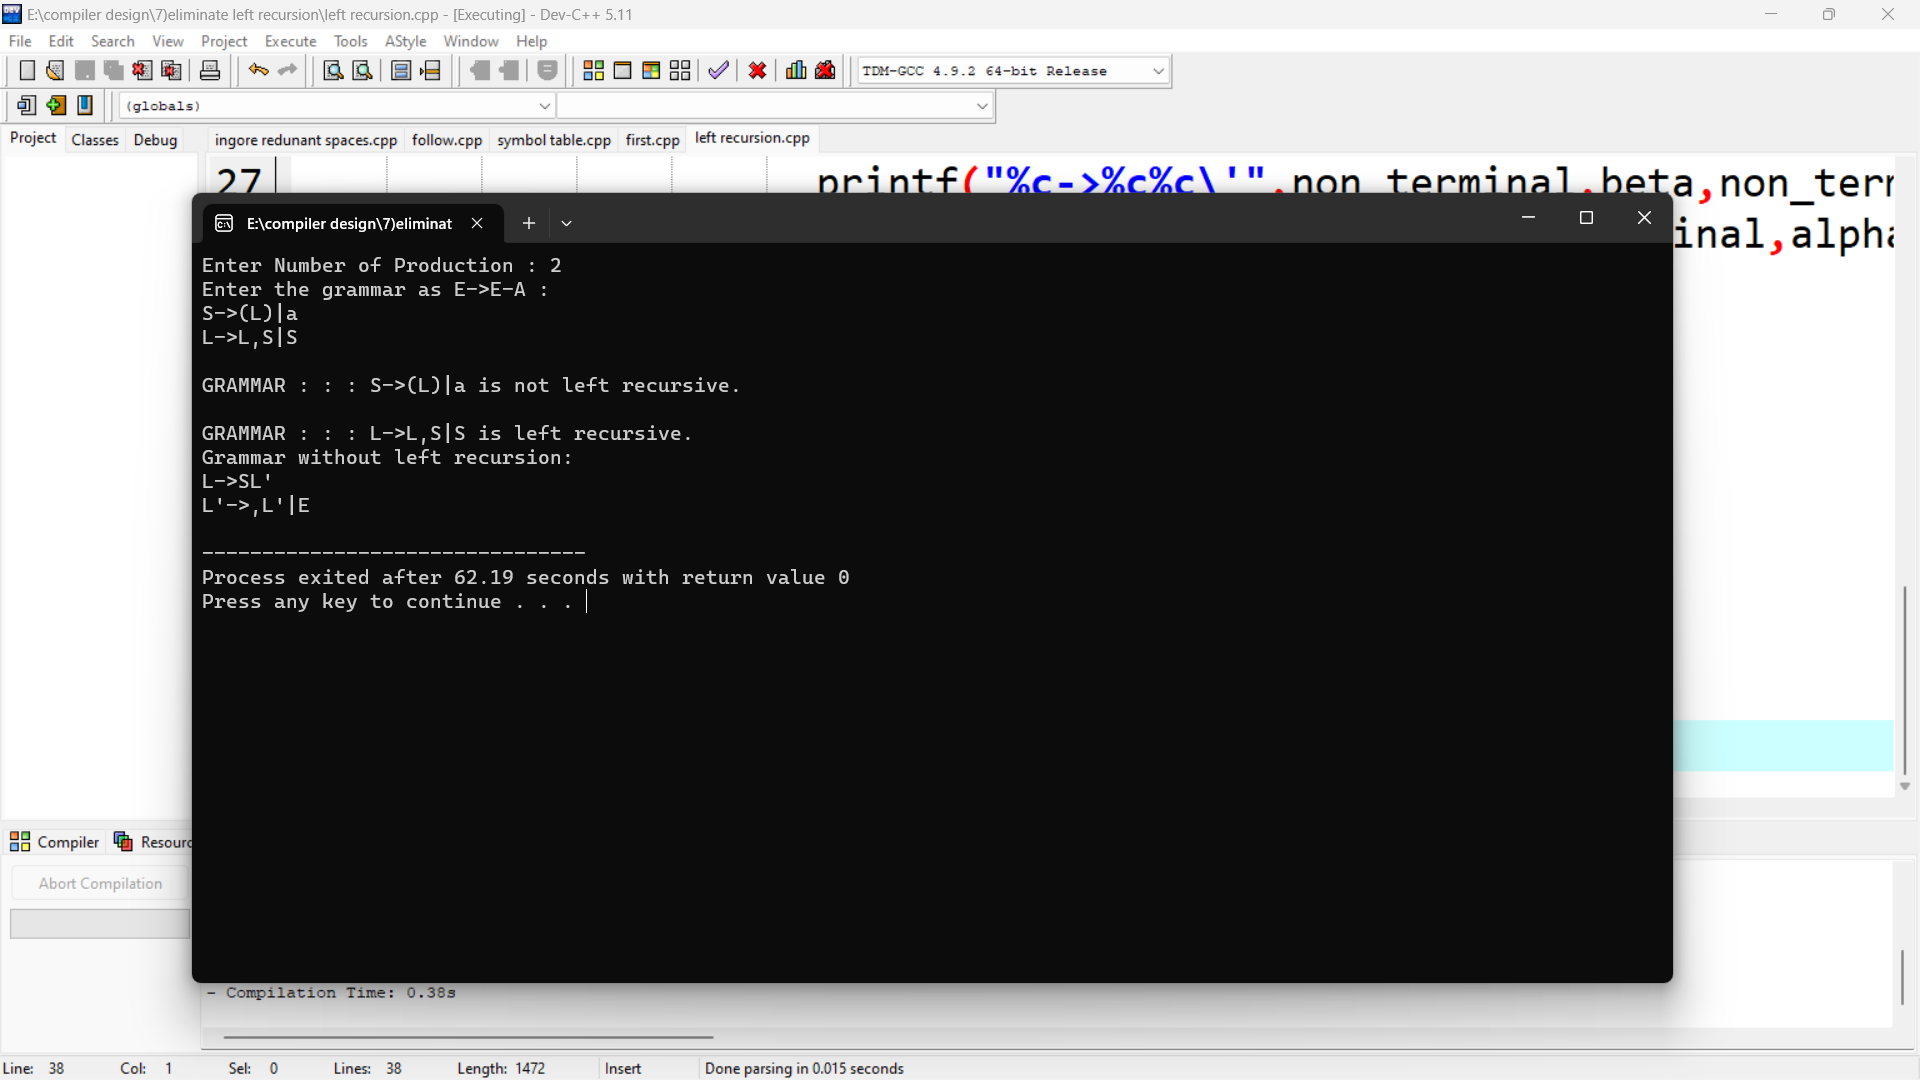 E:\compiler design\7)eliminate left recursion\left recursion.cpp - [Executing] - Dev-C++ 5.11
File Edit Search View Project Execute Tools AStyle Window Help
TDM-GCC 4.9.2 64-bit Release
(globals)
Project Classes Debug ingore redunant spaces.cpp follow.cpp symbol table.cpp first.cpp left recursion.cpp
27 printf("%c->%c%c\'",non_terminal,beta,non_terr
inal,alpha
E:\compiler design\7)eliminat
Enter Number of Production : 2
Enter the grammar as E->E-A :
S->(L)|a
L->L,S|S
GRAMMAR : : : S->(L)|a is not left recursive.
GRAMMAR : : : L->L,S|S is left recursive.
Grammar without left recursion:
L->SL'
L'->,L'|E
--------------------------------
Process exited after 62.19 seconds with return value 0
Press any key to continue . . .
Compiler Resourc
Abort Compilation
- Compilation Time: 0.38s
Line: 38 Col: 1 Sel: 0 Lines: 38 Length: 1472 Insert Done parsing in 0.015 seconds